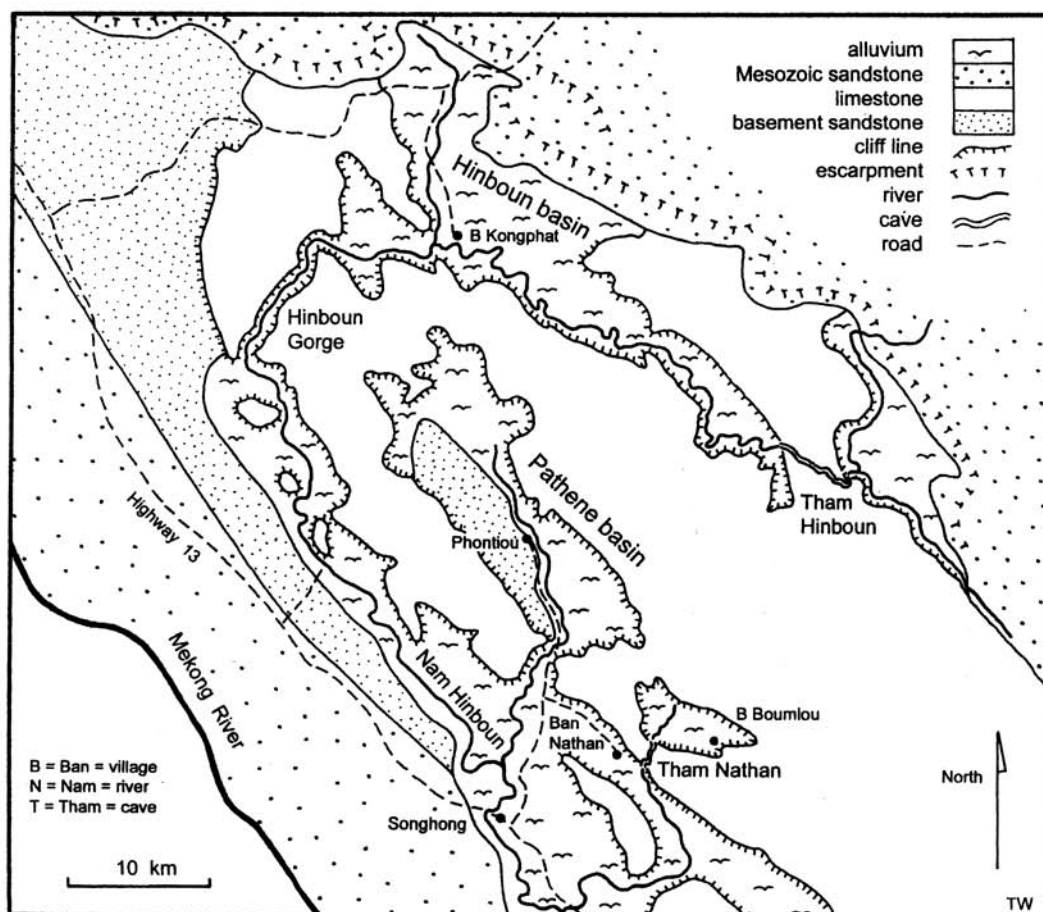 alluvium
Mesozoic sandstone
limestone
basement sandstone
cliff line
escarpment
river
cave
road
Hinboun basin
B Kongphat
Hinboun
Gorge
Pathene basin
Tham
Hinboun
Phontiou
Highway 13
Mekong River
Nam Hinboun
Ban
Nathan
B Boumlou
Tham Nathan
B = Ban = village
N = Nam = river
T = Tham = cave
North
Songhong
10 km
TW